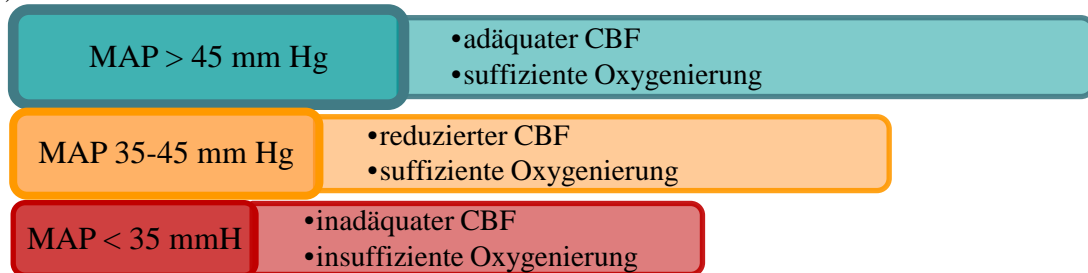 MAP > 45 mm Hg
•adäquater CBF
•suffiziente Oxygenierung
MAP 35-45 mm Hg
•reduzierter CBF
•suffiziente Oxygenierung
MAP < 35 mmH
•inadäquater CBF
•insuffiziente Oxygenierung